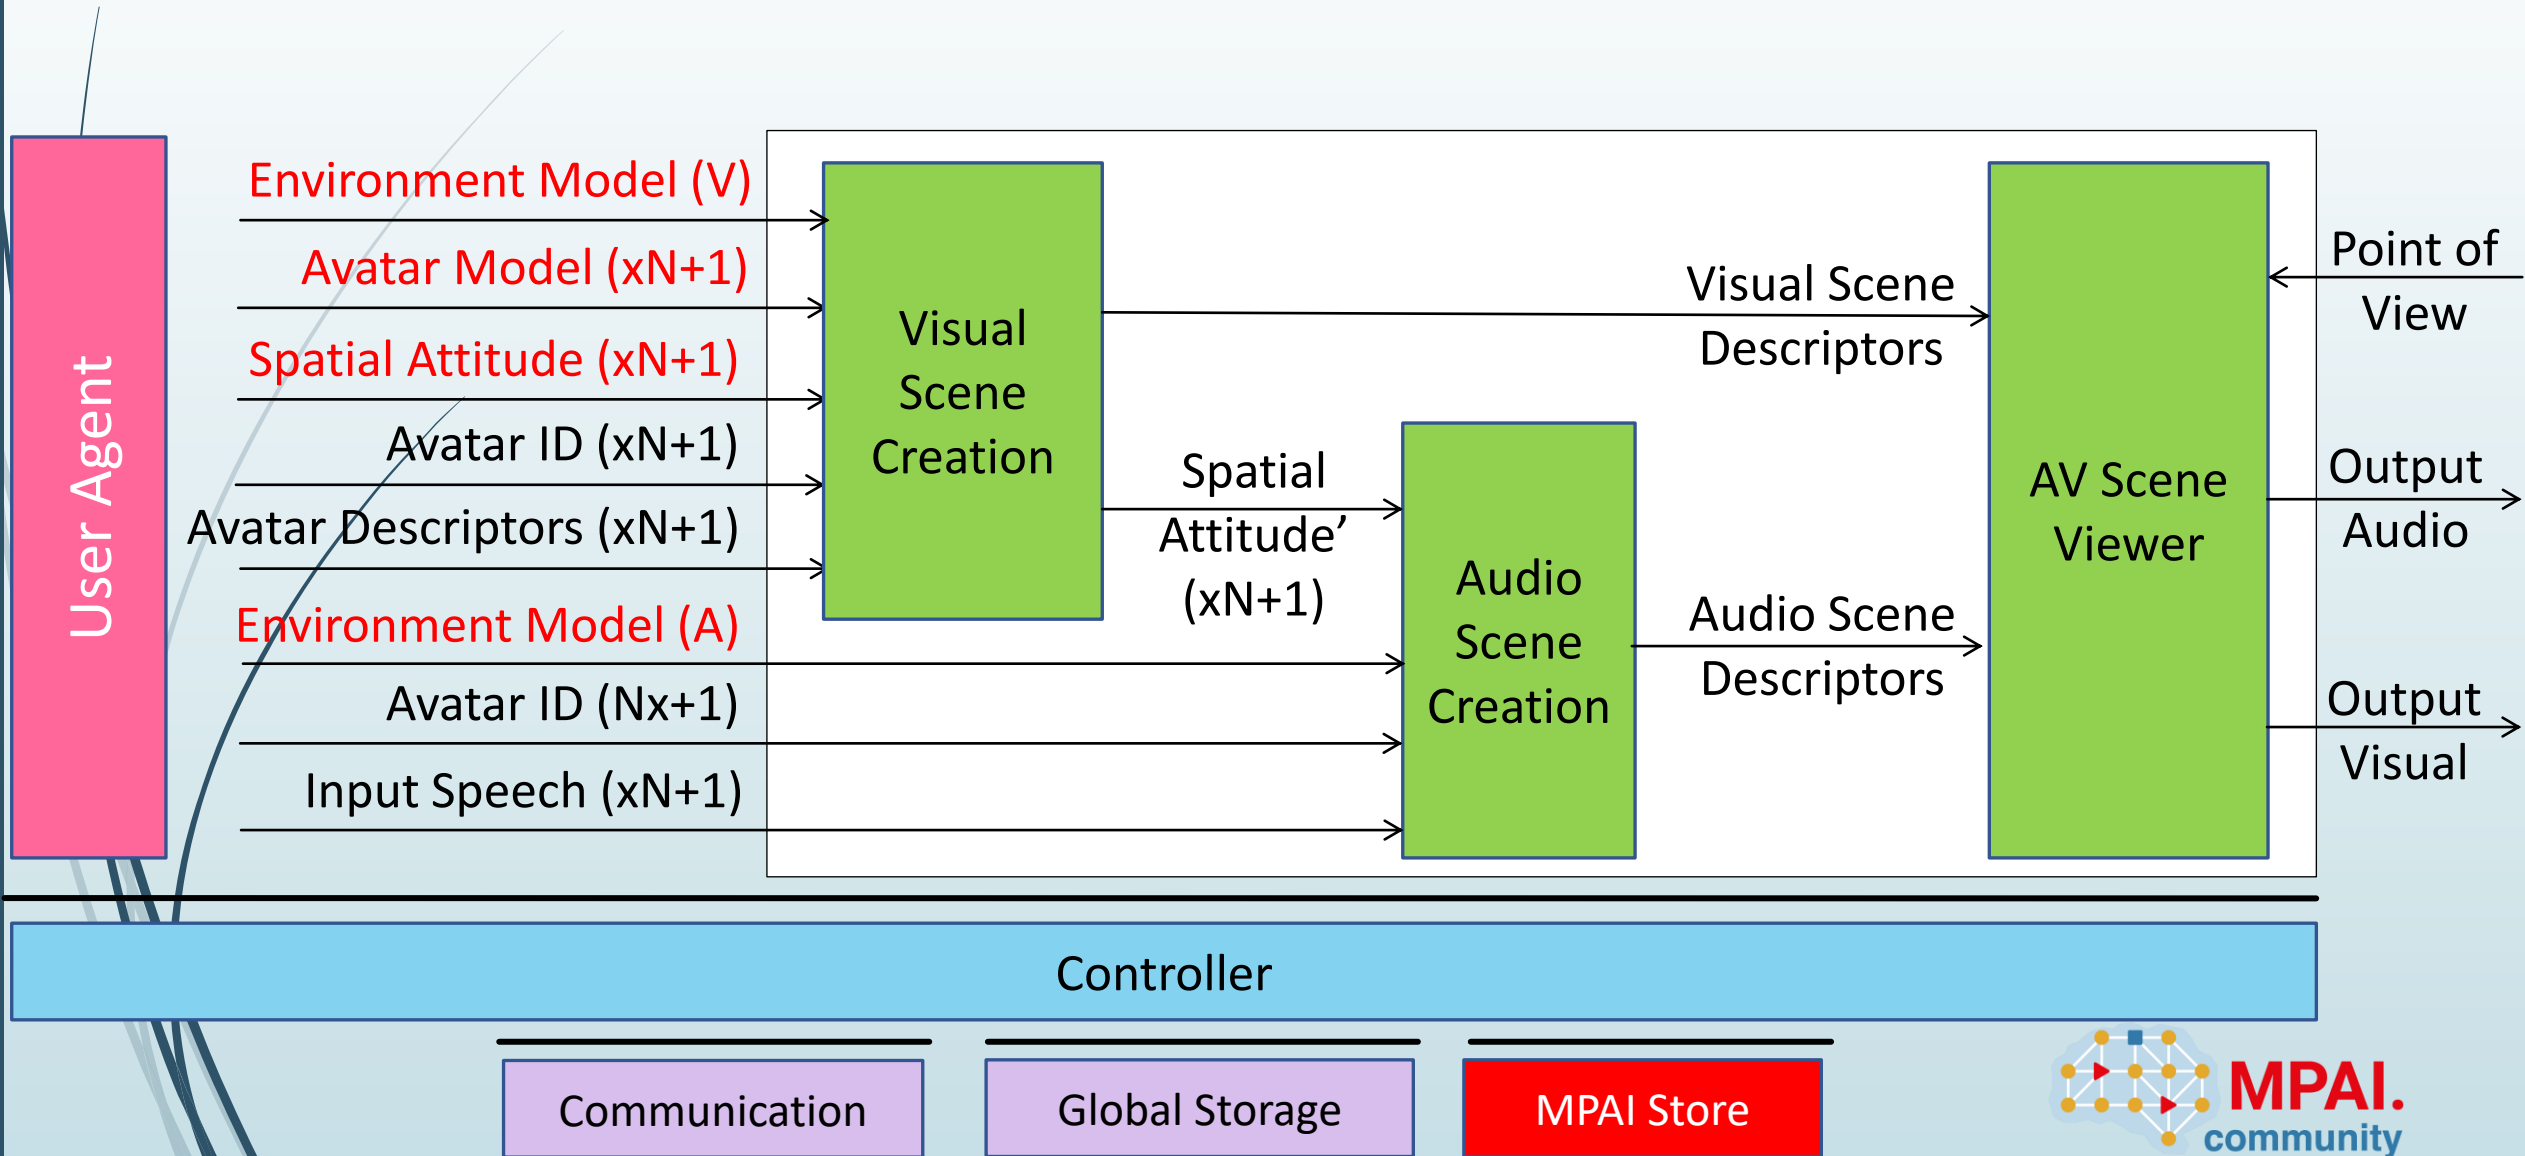 User Agent
Environment Model (V)
Avatar Model (xN+1)
Spatial Attitude (xN+1)
Avatar ID (xN+1)
Avatar Descriptors (xN+1)
Environment Model (A)
Avatar ID (Nx+1)
Input Speech (xN+1)
Visual
Scene
Creation
Spatial
Attitude’
(xN+1)
Audio
Scene
Creation
Visual Scene
Descriptors
Audio Scene
Descriptors
AV Scene
Viewer
Point of
View
Output
Audio
Output
Visual
Controller
Communication
Global Storage
MPAI Store
MPAI.
community